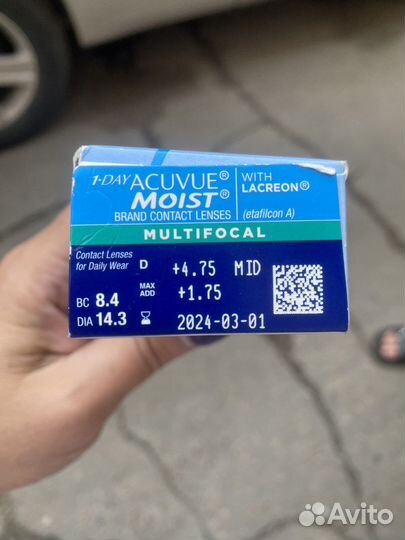 1·DAY ACUVUE® MOIST® BRAND CONTACT LENSES
WITH LACREON®
(etafilcon A)
MULTIFOCAL
Contact Lenses for Daily Wear
D +4.75 MID
MAX ADD +1.75
BC 8.4
DIA 14.3
2024-03-01
Avito